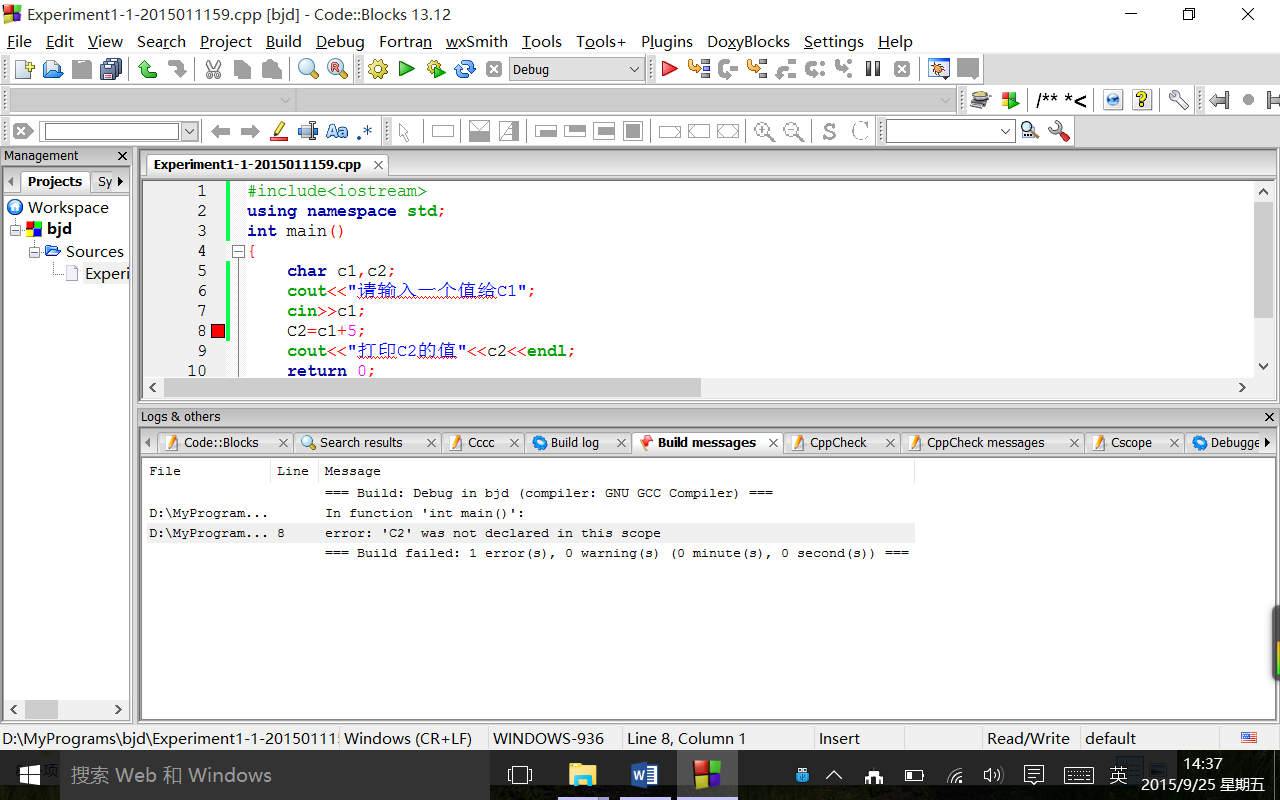 Experiment1-1-2015011159.cpp [bjd] - Code::Blocks 13.12
File Edit View Search Project Build Debug Fortran wxSmith Tools Tools+ Plugins DoxyBlocks Settings Help
Debug
/** *<
Aa .*
S C
Management
Experiment1-1-2015011159.cpp
Projects Sy
Workspace
bjd
Sources
Experi
1 #include<iostream>
2 using namespace std;
3 int main()
4 {
5 char c1,c2;
6 cout<<"请输入一个值给C1";
7 cin>>c1;
8 C2=c1+5;
9 cout<<"打印C2的值"<<c2<<endl;
10 return 0;
Logs & others
Code::Blocks Search results Cccc Build log Build messages CppCheck CppCheck messages Cscope Debugge
File Line Message
=== Build: Debug in bjd (compiler: GNU GCC Compiler) ===
D:\MyProgram... In function 'int main()':
D:\MyProgram... 8 error: 'C2' was not declared in this scope
=== Build failed: 1 error(s), 0 warning(s) (0 minute(s), 0 second(s)) ===
D:\MyPrograms\bjd\Experiment1-1-201501115 Windows (CR+LF) WINDOWS-936 Line 8, Column 1 Insert Read/Write default
搜索 Web 和 Windows
英
14:37
2015/9/25 星期五